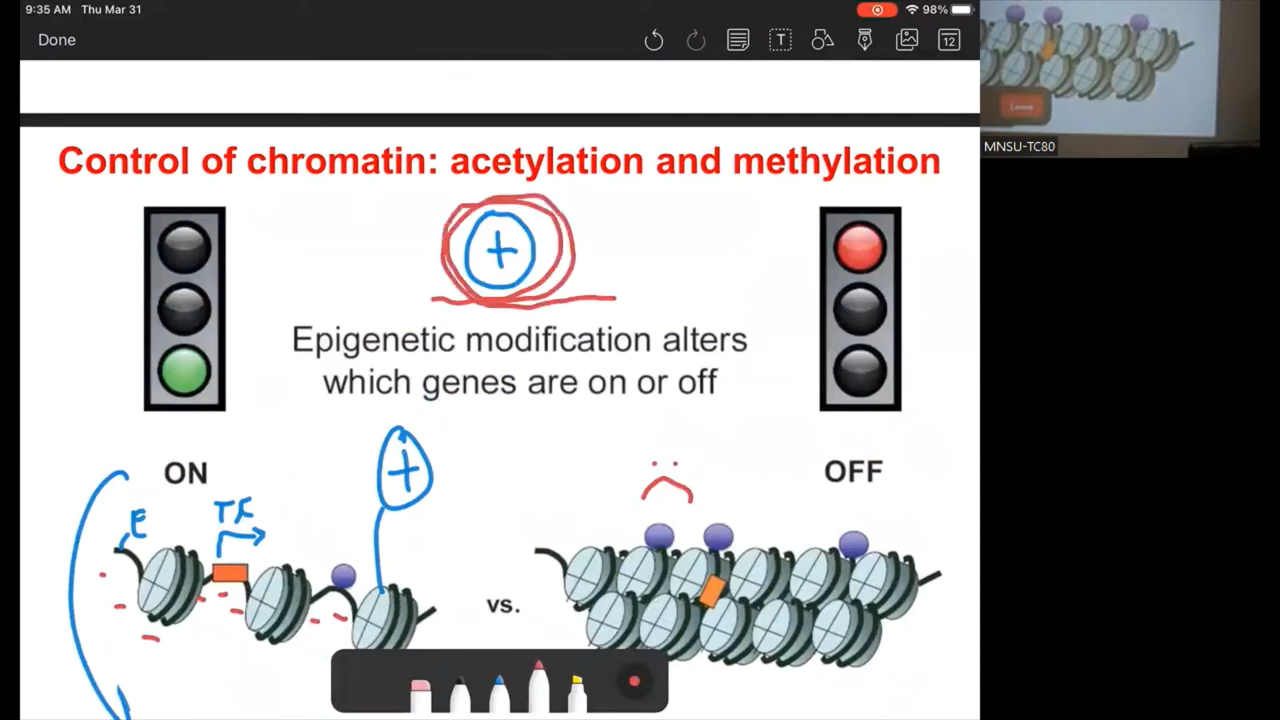 9:35 AM Thu Mar 31
98%
Done
T
12
MNSU-TC80
Control of chromatin: acetylation and methylation
+
Epigenetic modification alters
which genes are on or off
+
ON
OFF
E
TF
vs.